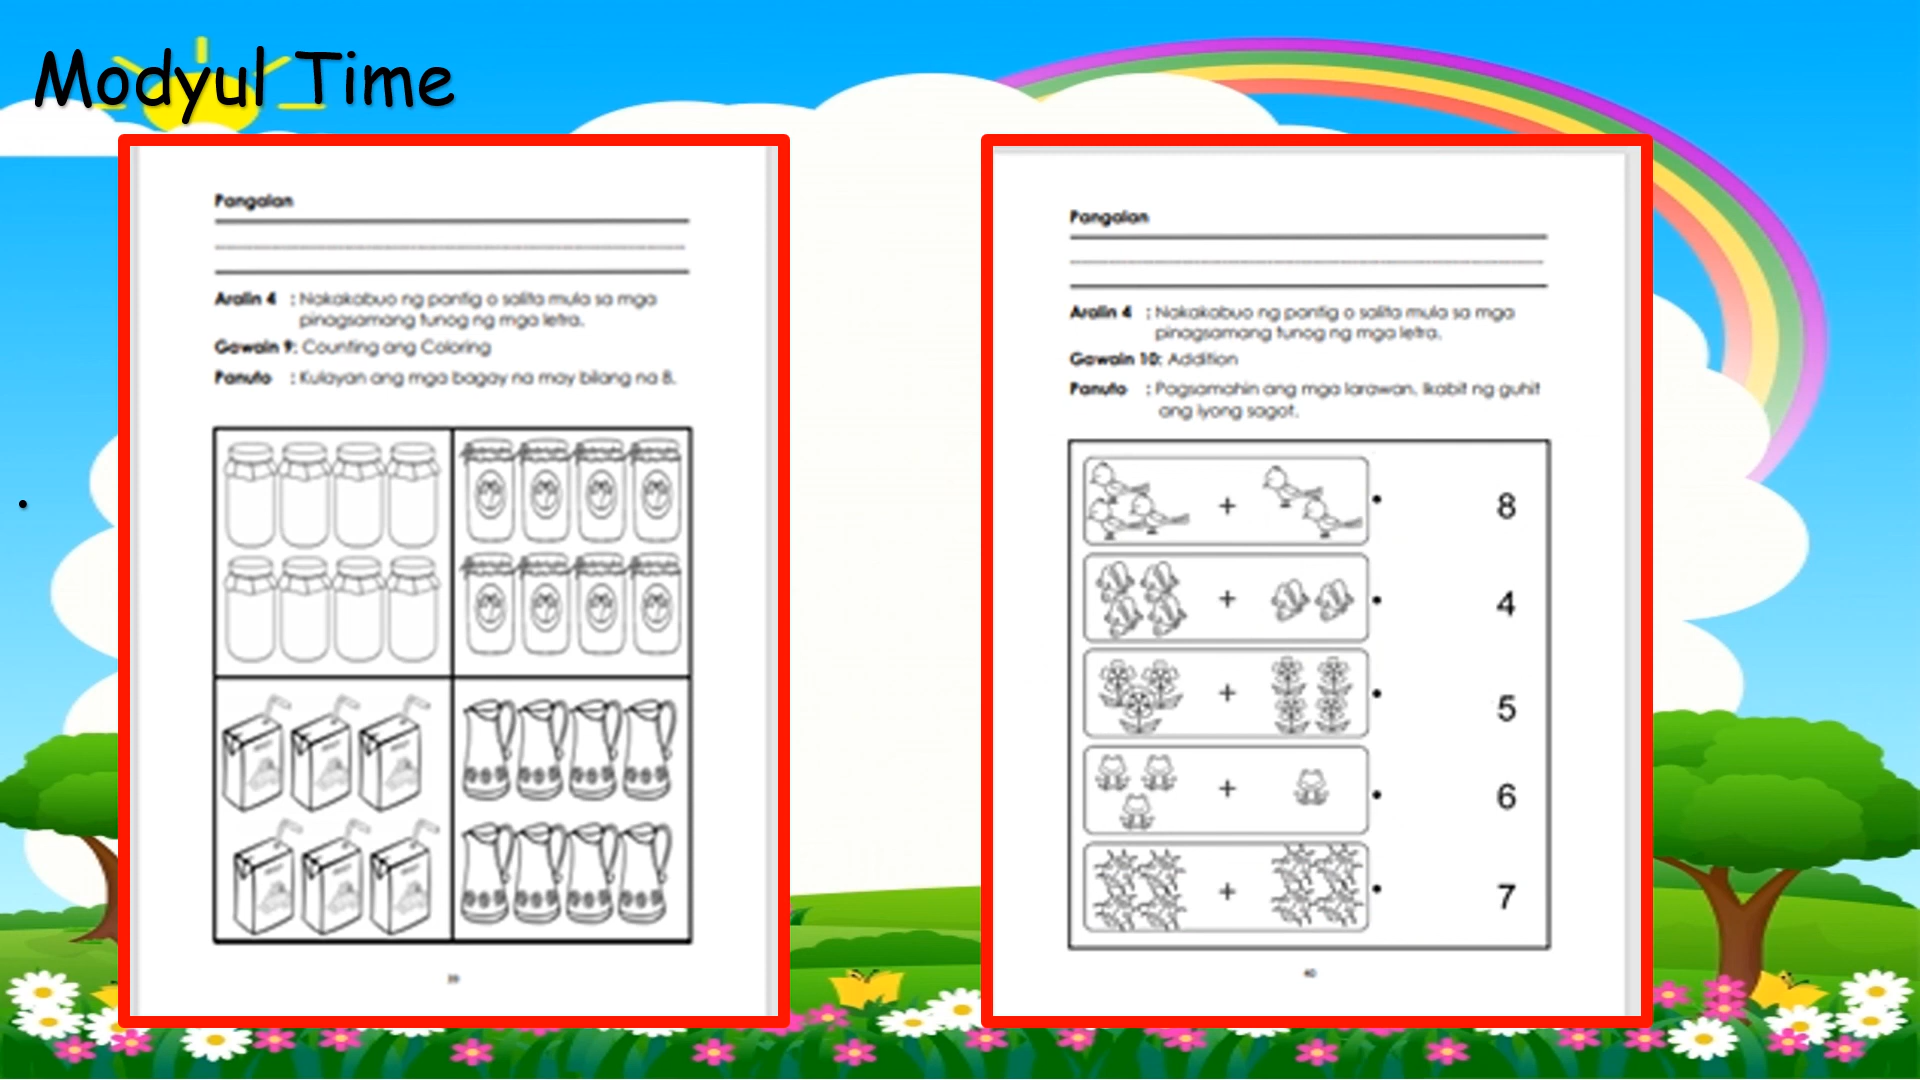 Modyul Time
Pangalan
Aralin 4 : Nakakabuo ng pantig o salita mula sa mga
pinagsamang tunog ng mga letra.
Gawain 9: Counting ang Coloring
Panuto : Kulayan ang mga bagay na may bilang na 8.
39
Pangalan
Aralin 4 : Nakakabuo ng pantig o salita mula sa mga
pinagsamang tunog ng mga letra.
Gawain 10: Addition
Panuto : Pagsamahin ang mga larawan. Ikabit ng guhit
ang iyong sagot.
+ 8
+ 4
+ 5
+ 6
+ 7
40